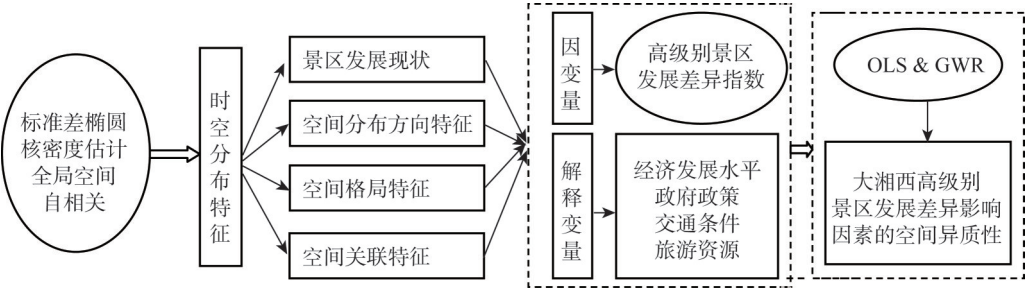 标准差椭圆
核密度估计
全局空间
自相关
时空分布特征
景区发展现状
空间分布方向特征
空间格局特征
空间关联特征
因变量
高级别景区
发展差异指数
解释变量
经济发展水平
政府政策
交通条件
旅游资源
OLS & GWR
大湘西高级别
景区发展差异影响
因素的空间异质性